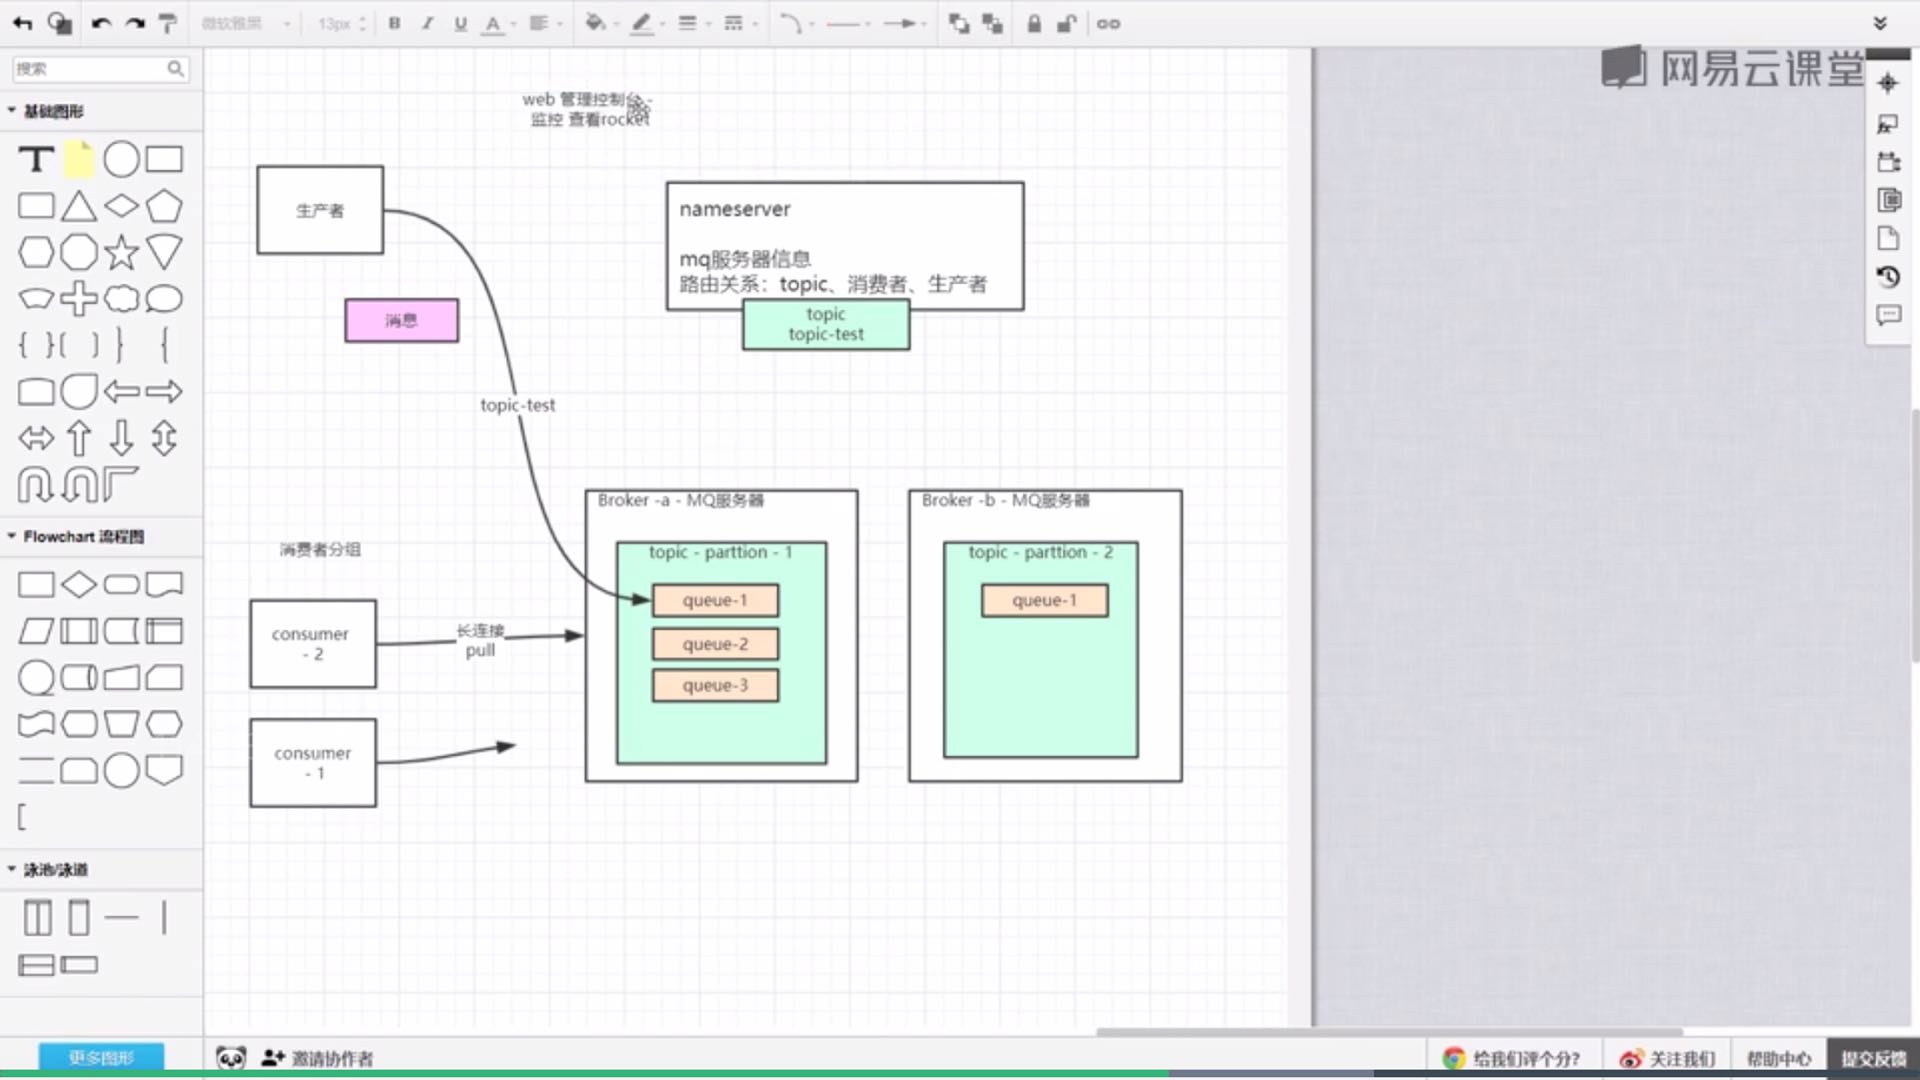 微软雅黑
13px
B
I
U
A
搜索
网易云课堂
基础图形
T
web 管理控制台 -
监控 查看rocket
生产者
nameserver
mq服务器信息
路由关系：topic、消费者、生产者
topic
topic-test
消息
topic-test
Flowchart 流程图
消费者分组
Broker -a - MQ服务器
Broker -b - MQ服务器
topic - parttion - 1
topic - parttion - 2
queue-1
queue-1
queue-2
queue-3
consumer
- 2
长连接
pull
consumer
- 1
泳池/泳道
更多图形
邀请协作者
给我们评个分?
关注我们
帮助中心
提交反馈